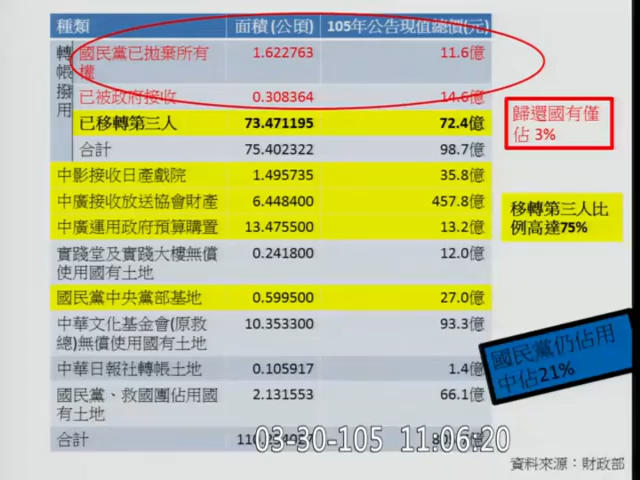 種類 面積(公頃) 105年公告現值總價(元)
轉帳撥用
國民黨已拋棄所有權 1.622763 11.6億
已被政府接收 0.308364 14.6億
已移轉第三人 73.471195 72.4億
合計 75.402322 98.7億
中影接收日產戲院 1.495735 35.8億
中廣接收放送協會財產 6.448400 457.8億
中廣運用政府預算購置 13.475500 13.2億
實踐堂及實踐大樓無償使用國有土地 0.241800 12.0億
國民黨中央黨部基地 0.599500 27.0億
中華文化基金會(原救總)無償使用國有土地 10.353300 93.3億
中華日報社轉帳土地 0.105917 1.4億
國民黨、救國團佔用國有土地 2.131553 66.1億
合計
歸還國有僅
佔 3%
移轉第三人比
例高達75%
國民黨仍佔用
中佔21%
03-30-105 11:06:20
資料來源：財政部